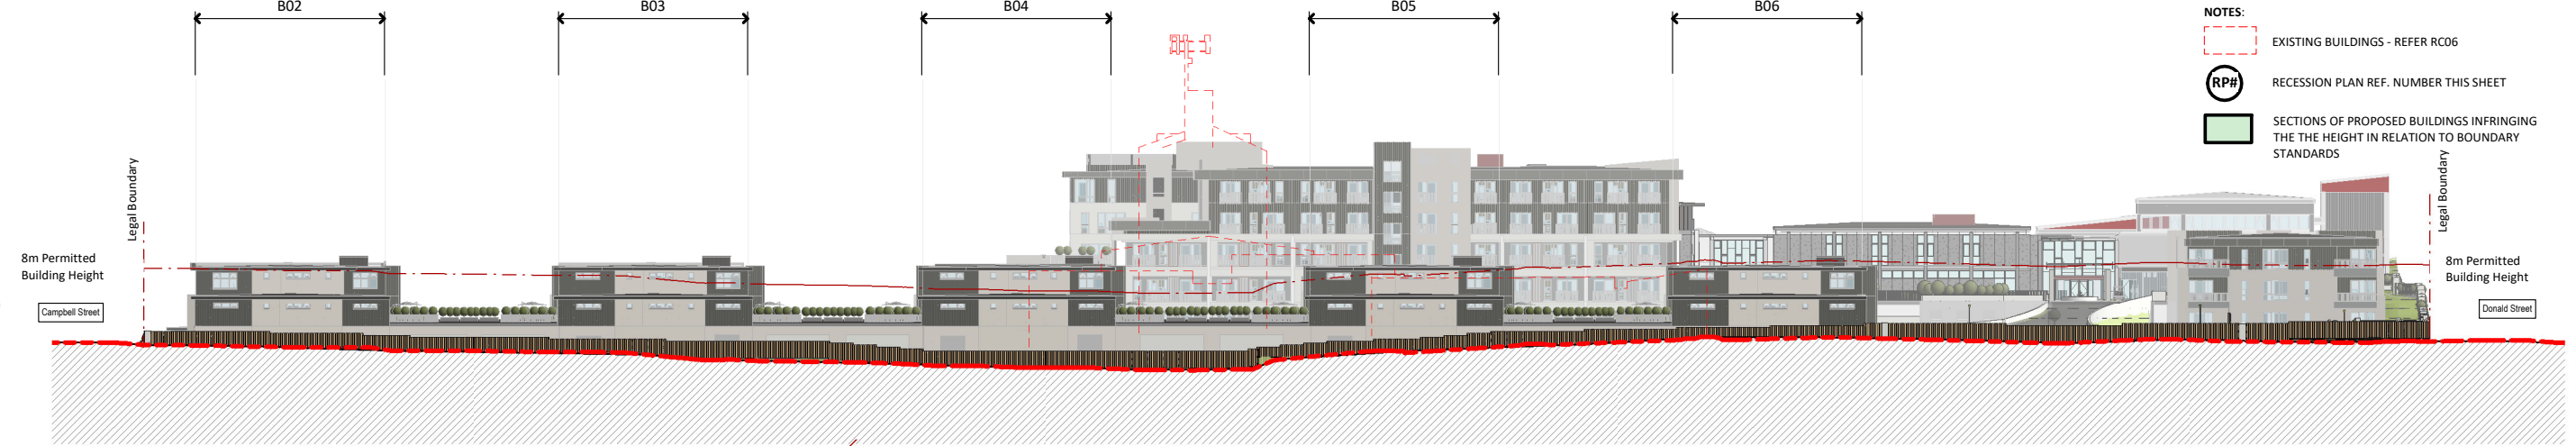 B02
B03
B04
B05
B06
NOTES:
EXISTING BUILDINGS - REFER RC06
RP#
RECESSION PLAN REF. NUMBER THIS SHEET
SECTIONS OF PROPOSED BUILDINGS INFRINGING
THE THE HEIGHT IN RELATION TO BOUNDARY
STANDARDS
Legal Boundary
Legal Boundary
8m Permitted
Building Height
Campbell Street
8m Permitted
Building Height
Donald Street